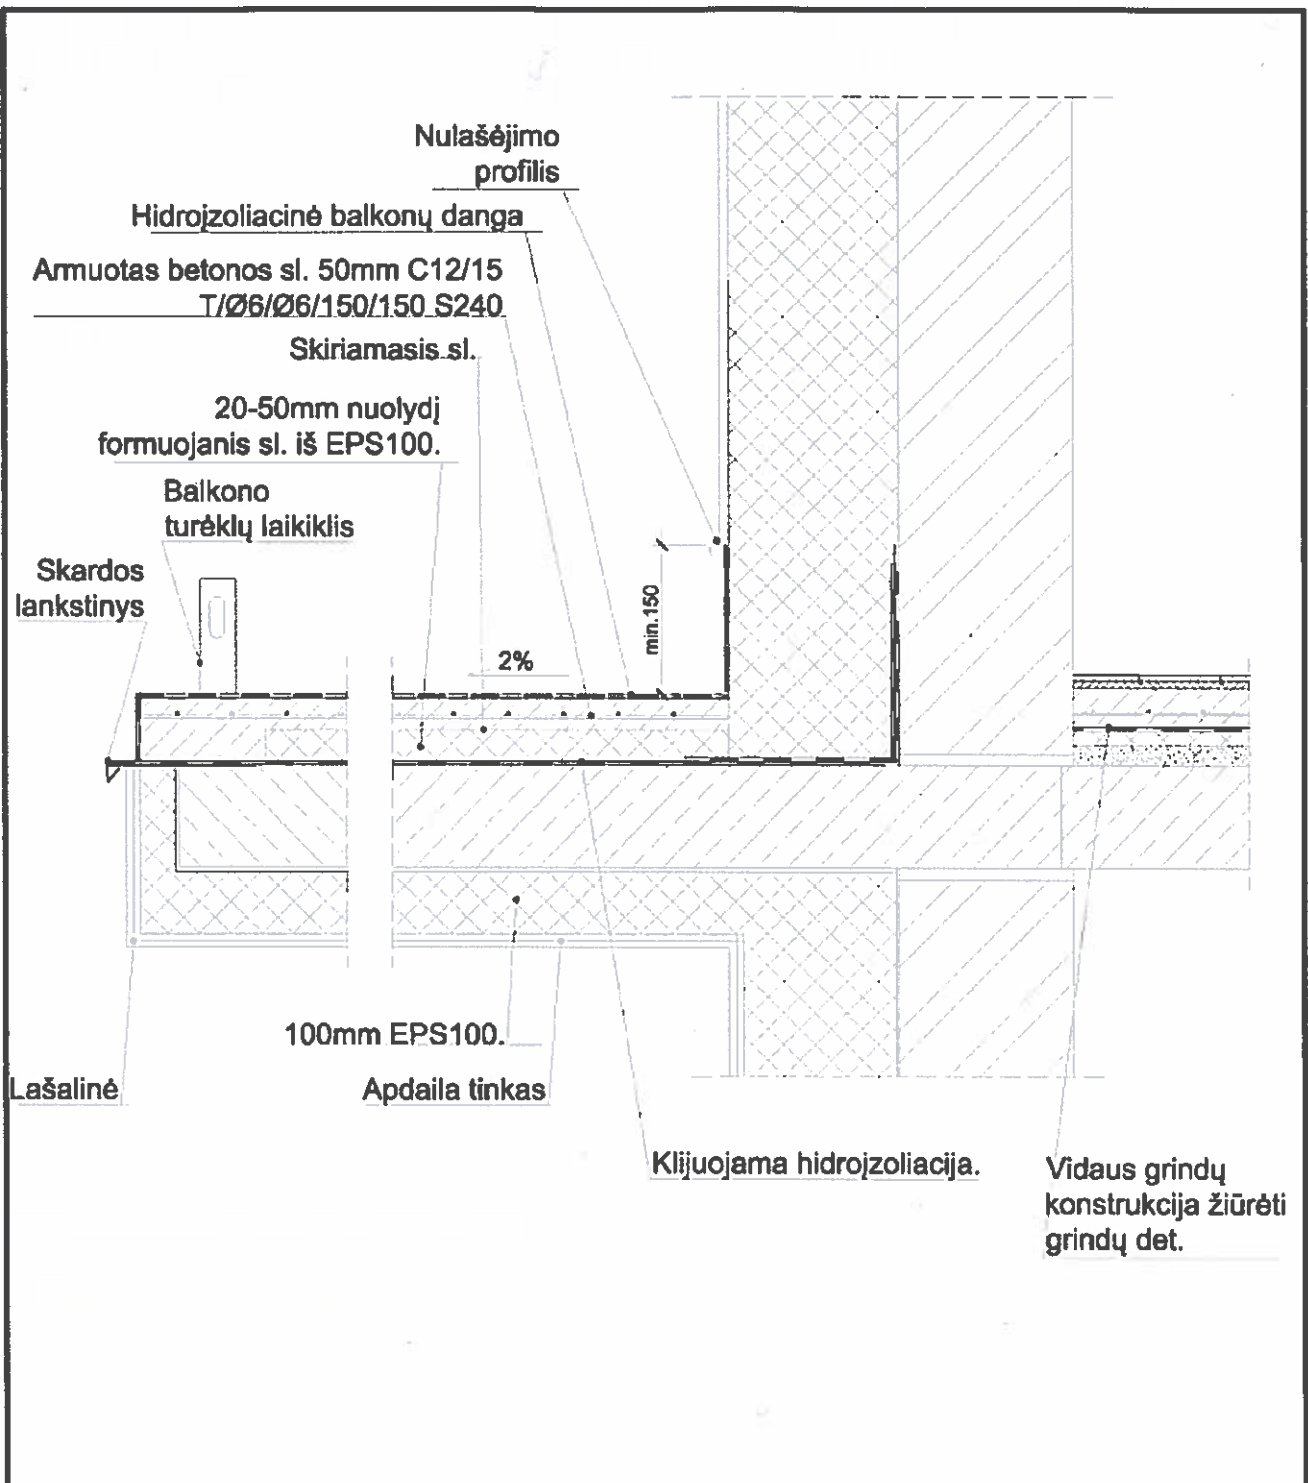 Nulašėjimo
profilis
Hidroįzoliacinė balkonų danga
Armuotas betonos sl. 50mm C12/15
T/Ø6/Ø6/150/150 S240
Skiriamasis sl.
20-50mm nuolydį
formuojanis sl. iš EPS100.
Balkono
turėklų laikiklis
Skardos
lankstinys
min.150
2%
100mm EPS100.
Lašalinė
Apdaila tinkas
Klijuojama hidroįzoliacija.
Vidaus grindų
konstrukcija žiūrėti
grindų det.